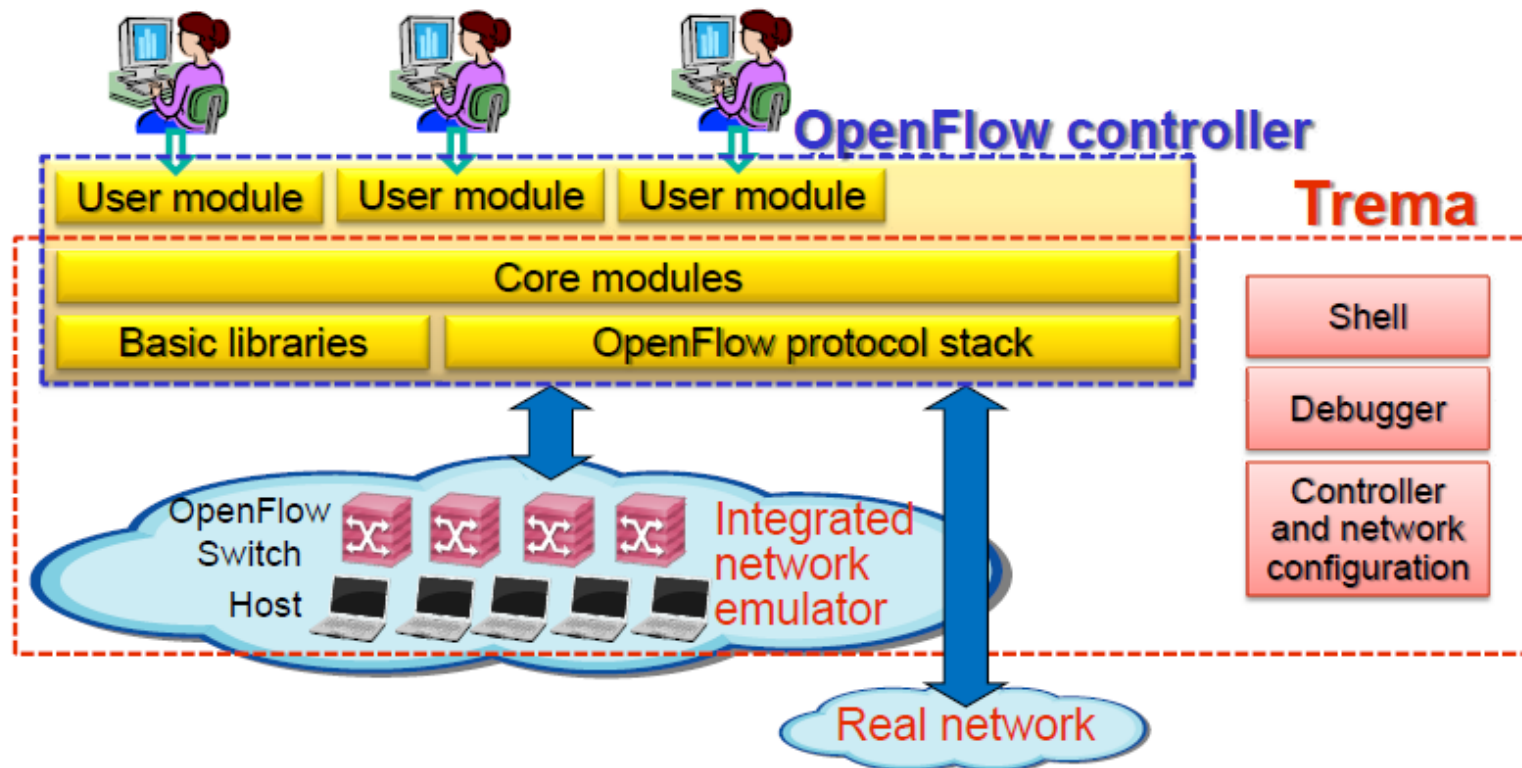 OpenFlow controller
User module
User module
User module
Trema
Core modules
Basic libraries
OpenFlow protocol stack
Shell
Debugger
Controller
and network
configuration
OpenFlow
Switch
Host
Integrated
network
emulator
Real network